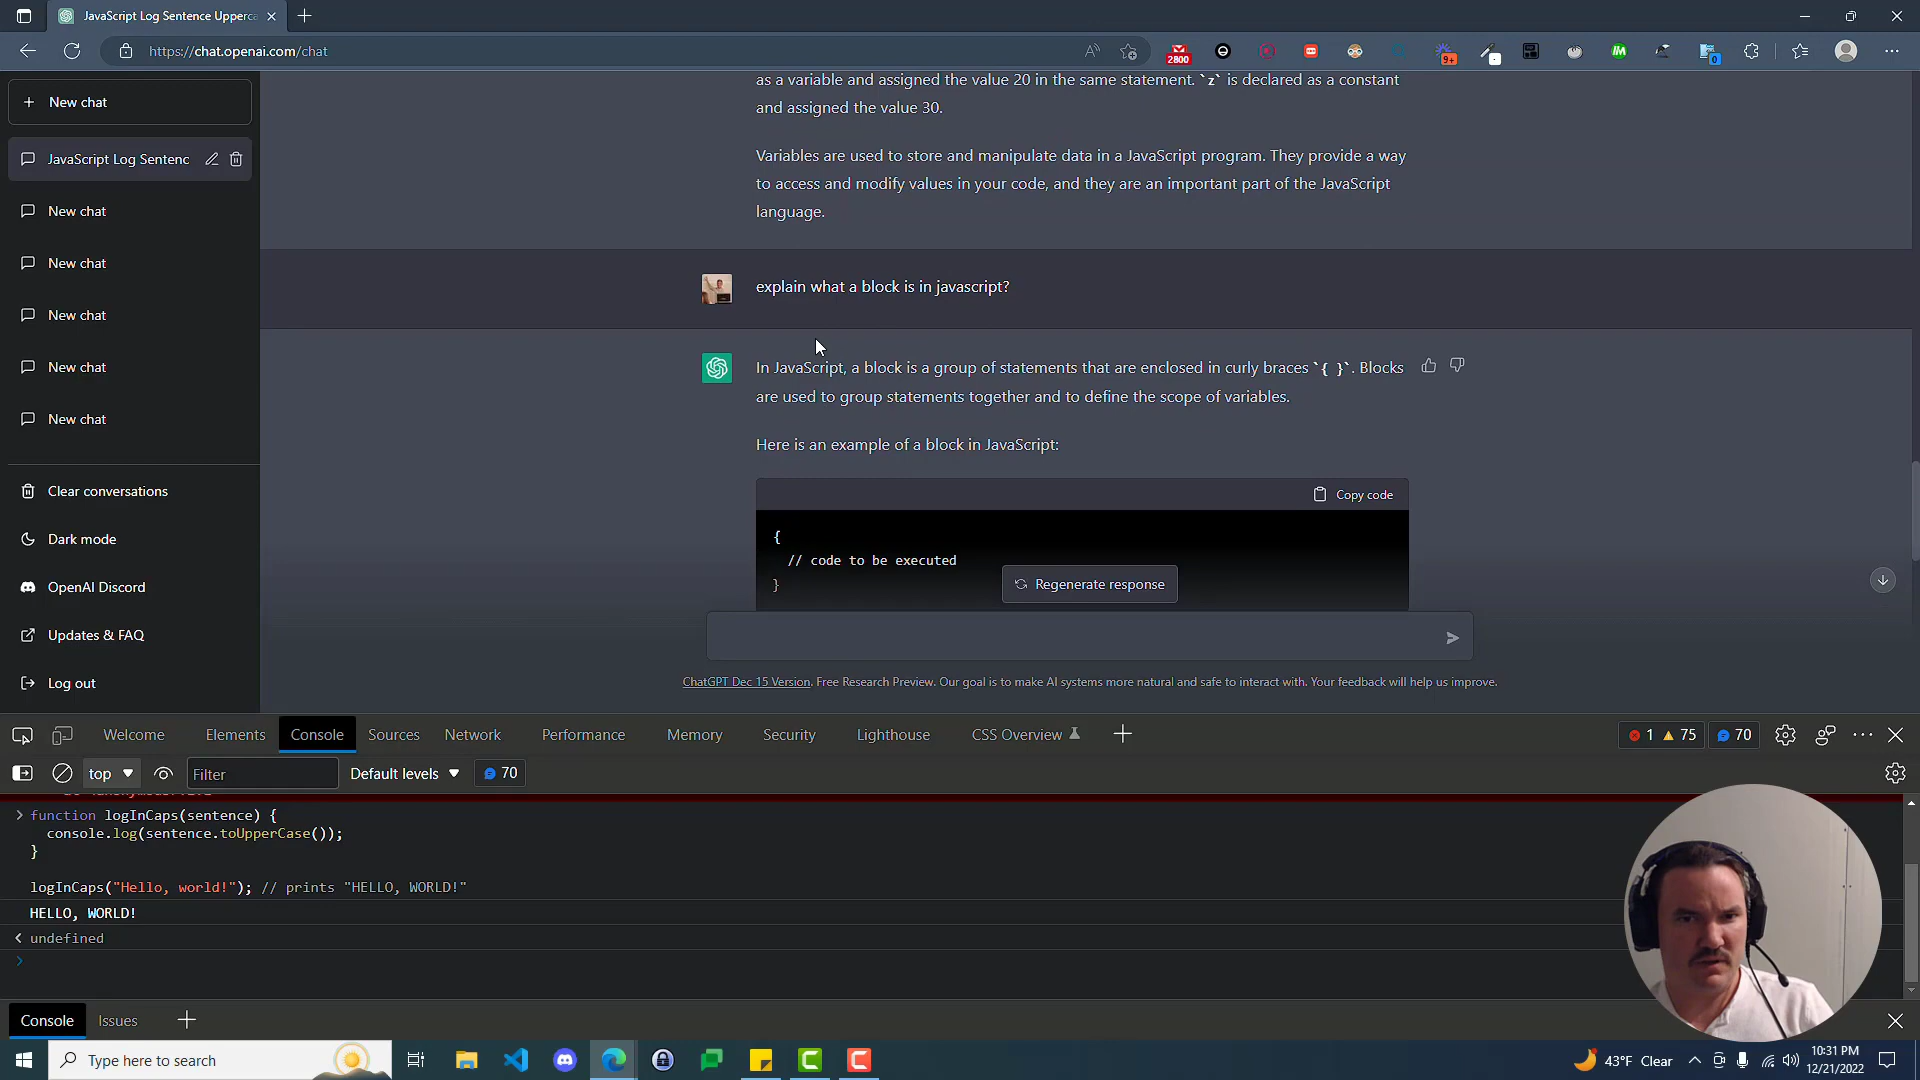 JavaScript Log Sentence Upperca
https://chat.openai.com/chat
2800
9+
0
New chat
JavaScript Log Sentenc
New chat
New chat
New chat
New chat
New chat
Clear conversations
Dark mode
OpenAI Discord
Updates & FAQ
Log out
as a variable and assigned the value 20 in the same statement. `z` is declared as a constant
and assigned the value 30.
Variables are used to store and manipulate data in a JavaScript program. They provide a way
to access and modify values in your code, and they are an important part of the JavaScript
language.
explain what a block is in javascript?
In JavaScript, a block is a group of statements that are enclosed in curly braces `{ }`. Blocks
are used to group statements together and to define the scope of variables.
Here is an example of a block in JavaScript:
Copy code
{
// code to be executed
}
Regenerate response
ChatGPT Dec 15 Version. Free Research Preview. Our goal is to make AI systems more natural and safe to interact with. Your feedback will help us improve.
Welcome Elements Console Sources Network Performance Memory Security Lighthouse CSS Overview 1 75 70
top Filter Default levels 70
function logInCaps(sentence) {
console.log(sentence.toUpperCase());
}
logInCaps("Hello, world!"); // prints "HELLO, WORLD!"
HELLO, WORLD!
undefined
Console Issues
Type here to search
43°F Clear
10:31 PM
12/21/2022